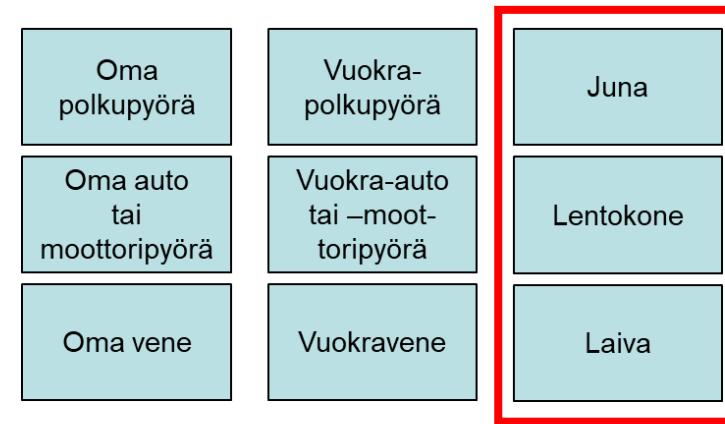 Oma
polkupyörä
Vuokra-
polkupyörä
Juna
Oma auto
tai
moottoripyörä
Vuokra-auto
tai –moot-
toripyörä
Lentokone
Oma vene
Vuokravene
Laiva